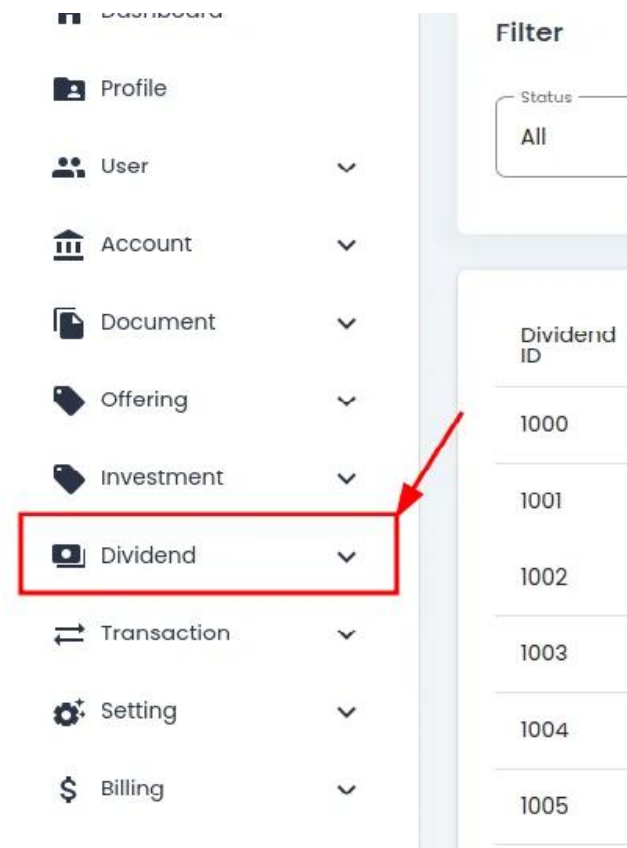 Dashboard
Profile
User
Account
Document
Offering
Investment
Dividend
Transaction
Setting
Billing
Filter
Status
All
Dividend
ID
1000
1001
1002
1003
1004
1005